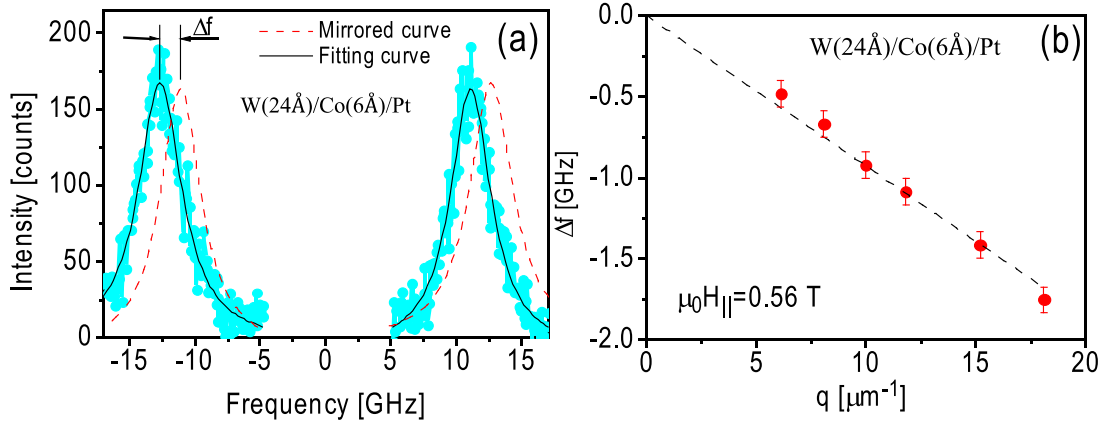 Δf
(a)
Mirrored curve
Fitting curve
W(24Å)/Co(6Å)/Pt
200
150
100
50
0
Intensity [counts]
-15 -10 -5 0 5 10 15
Frequency [GHz]
(b)
W(24Å)/Co(6Å)/Pt
0.0
-0.5
-1.0
-1.5
-2.0
Δf [GHz]
μ₀H||=0.56 T
0 5 10 15 20
q [μm⁻¹]